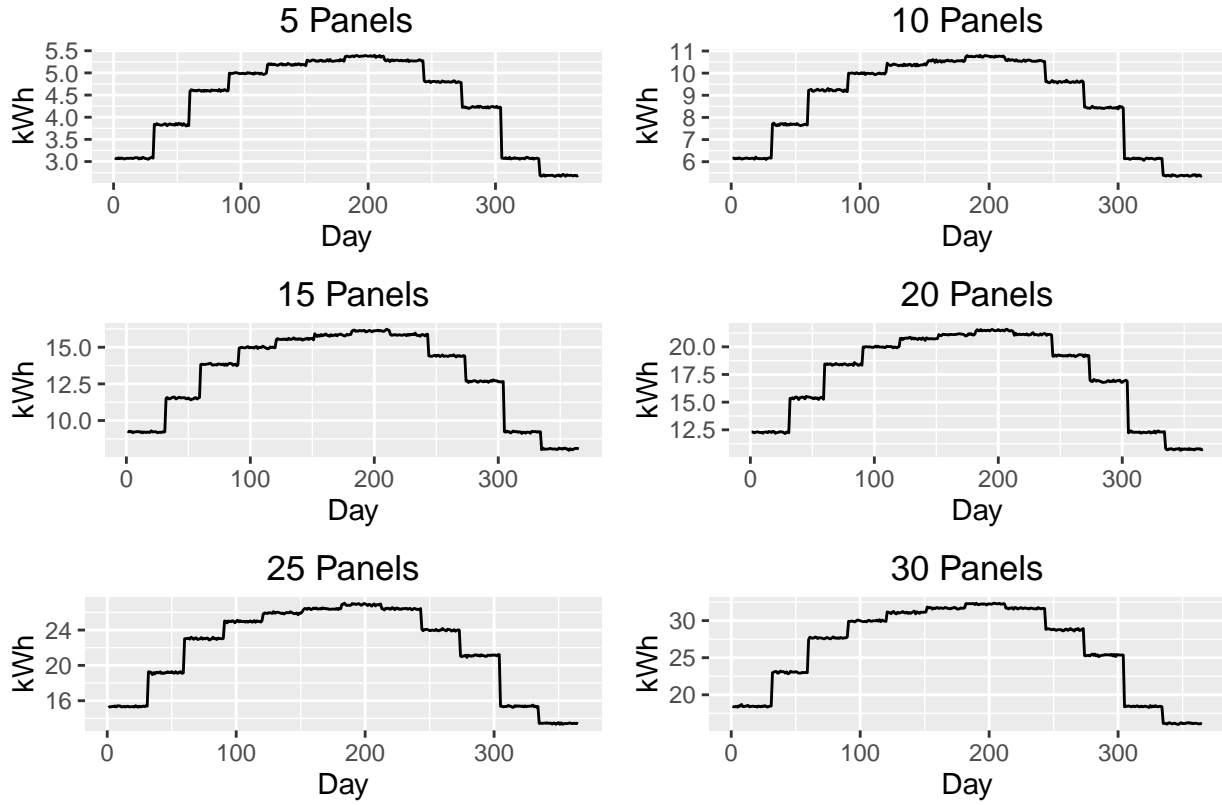 5 Panels
5.5
5.0
4.5
4.0
3.5
3.0
kWh
0 100 200 300
Day
10 Panels
11
10
9
8
7
6
kWh
0 100 200 300
Day
15 Panels
15.0
12.5
10.0
kWh
0 100 200 300
Day
20 Panels
20.0
17.5
15.0
12.5
kWh
0 100 200 300
Day
25 Panels
24
20
16
kWh
0 100 200 300
Day
30 Panels
30
25
20
kWh
0 100 200 300
Day